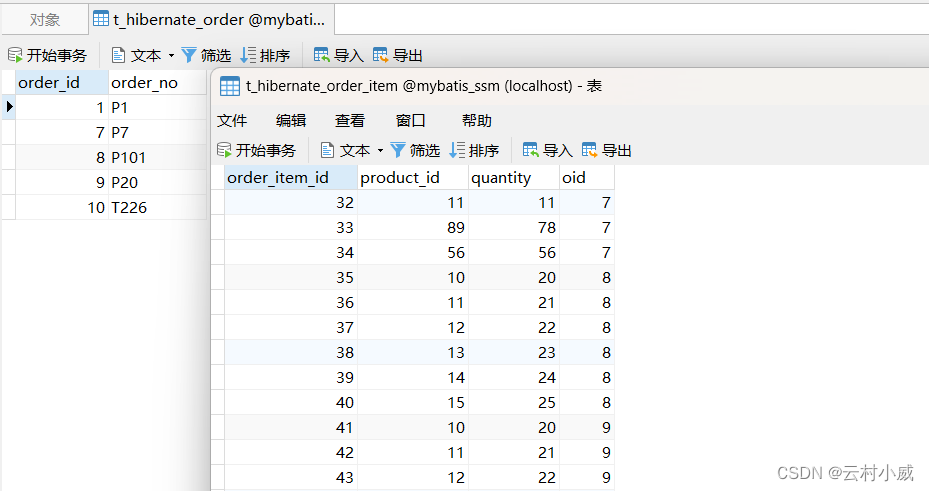 对象 t_hibernate_order @mybati...
开始事务 文本 筛选 排序 导入 导出
order_id order_no
1 P1
7 P7
8 P101
9 P20
10 T226
t_hibernate_order_item @mybatis_ssm (localhost) - 表
文件 编辑 查看 窗口 帮助
开始事务 文本 筛选 排序 导入 导出
order_item_id product_id quantity oid
32 11 11 7
33 89 78 7
34 56 56 7
35 10 20 8
36 11 21 8
37 12 22 8
38 13 23 8
39 14 24 8
40 15 25 8
41 10 20 9
42 11 21 9
43 12 22 9
CSDN @云村小威